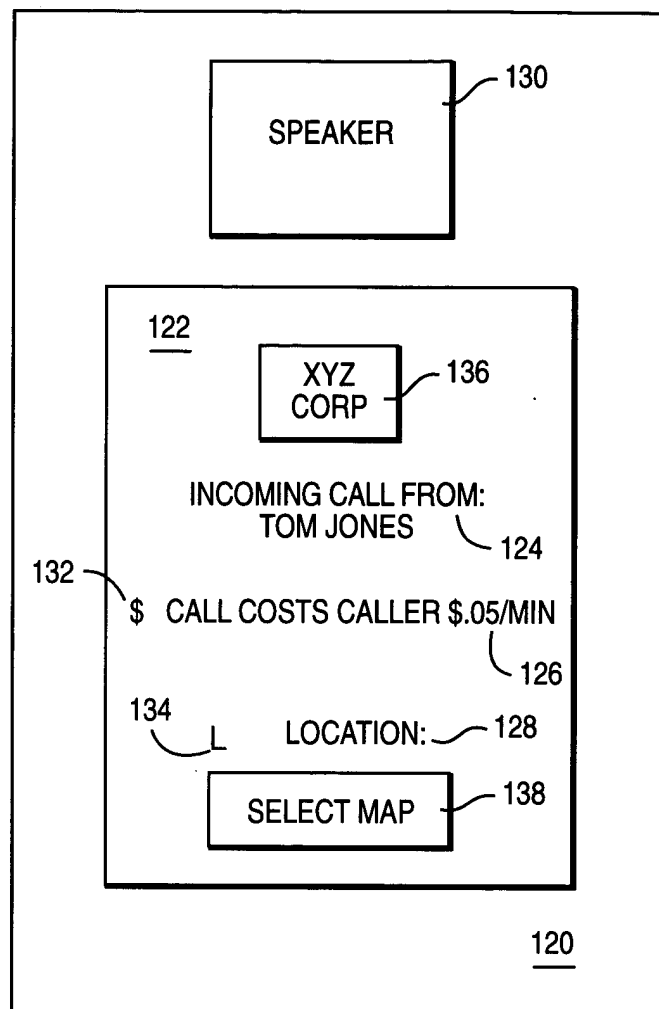 130
SPEAKER
122
XYZ
CORP
136
INCOMING CALL FROM:
TOM JONES
124
132
$ CALL COSTS CALLER $.05/MIN
126
134
L LOCATION: 128
SELECT MAP 138
120